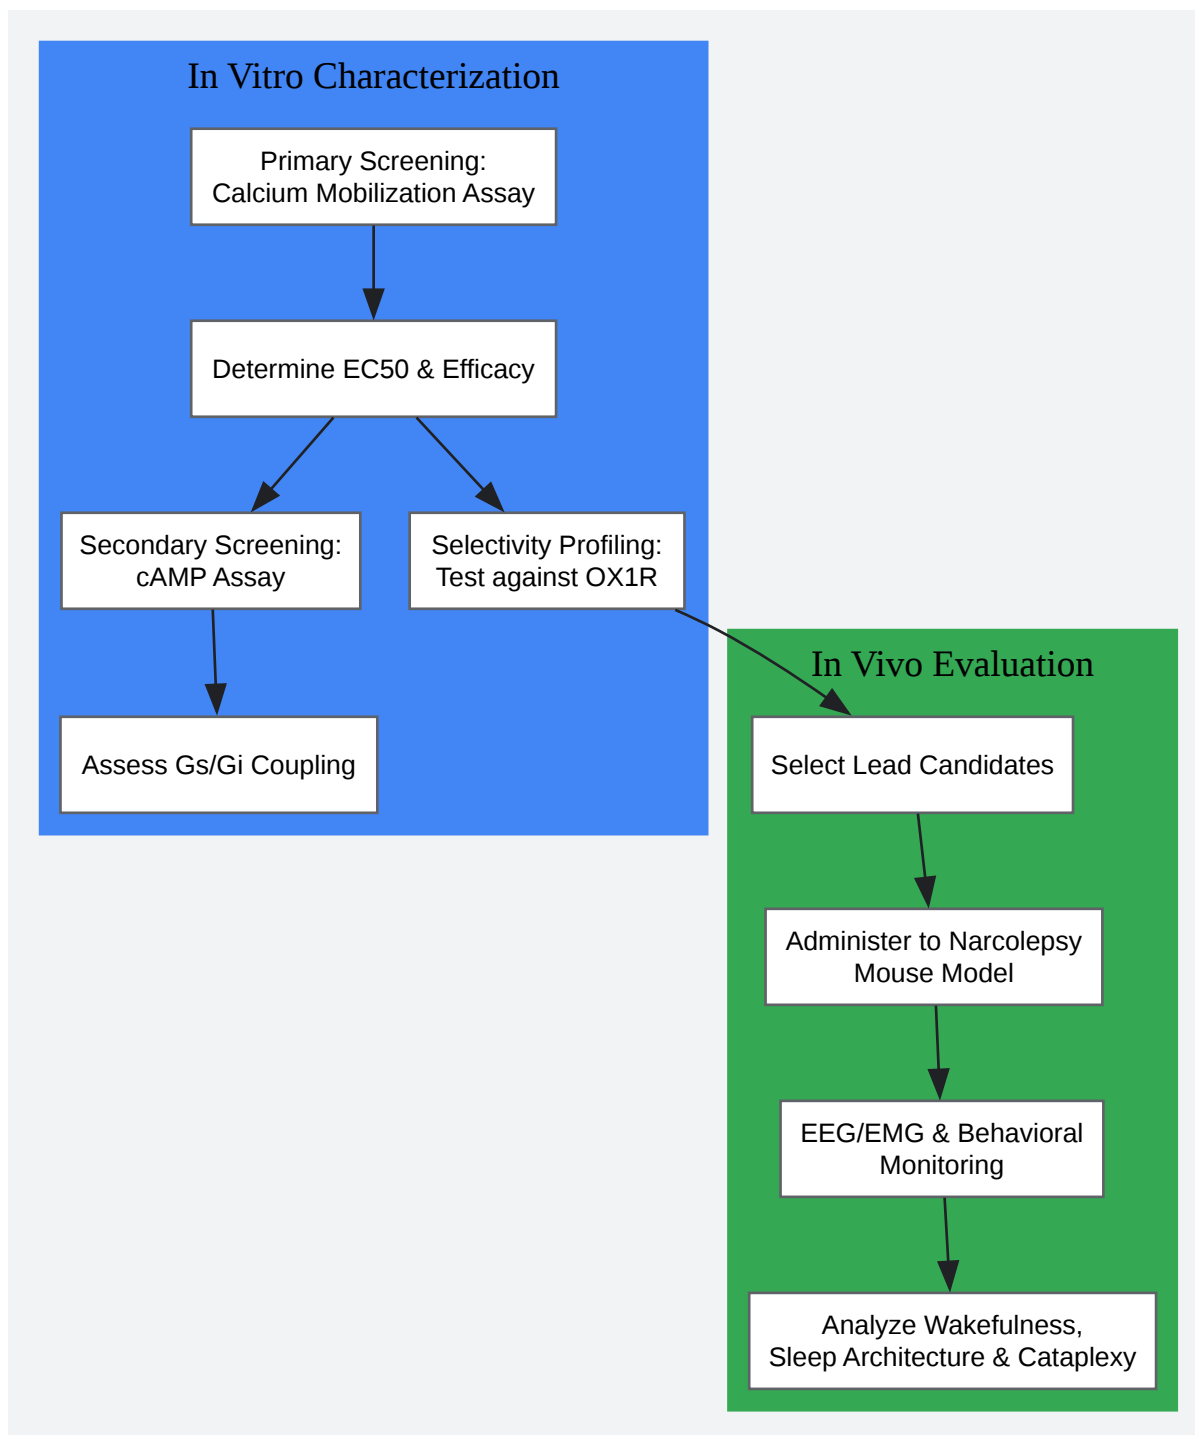 In Vitro Characterization
Primary Screening:
Calcium Mobilization Assay
Determine EC50 & Efficacy
Secondary Screening:
cAMP Assay
Selectivity Profiling:
Test against OX1R
Assess Gs/Gi Coupling
In Vivo Evaluation
Select Lead Candidates
Administer to Narcolepsy
Mouse Model
EEG/EMG & Behavioral
Monitoring
Analyze Wakefulness,
Sleep Architecture & Cataplexy